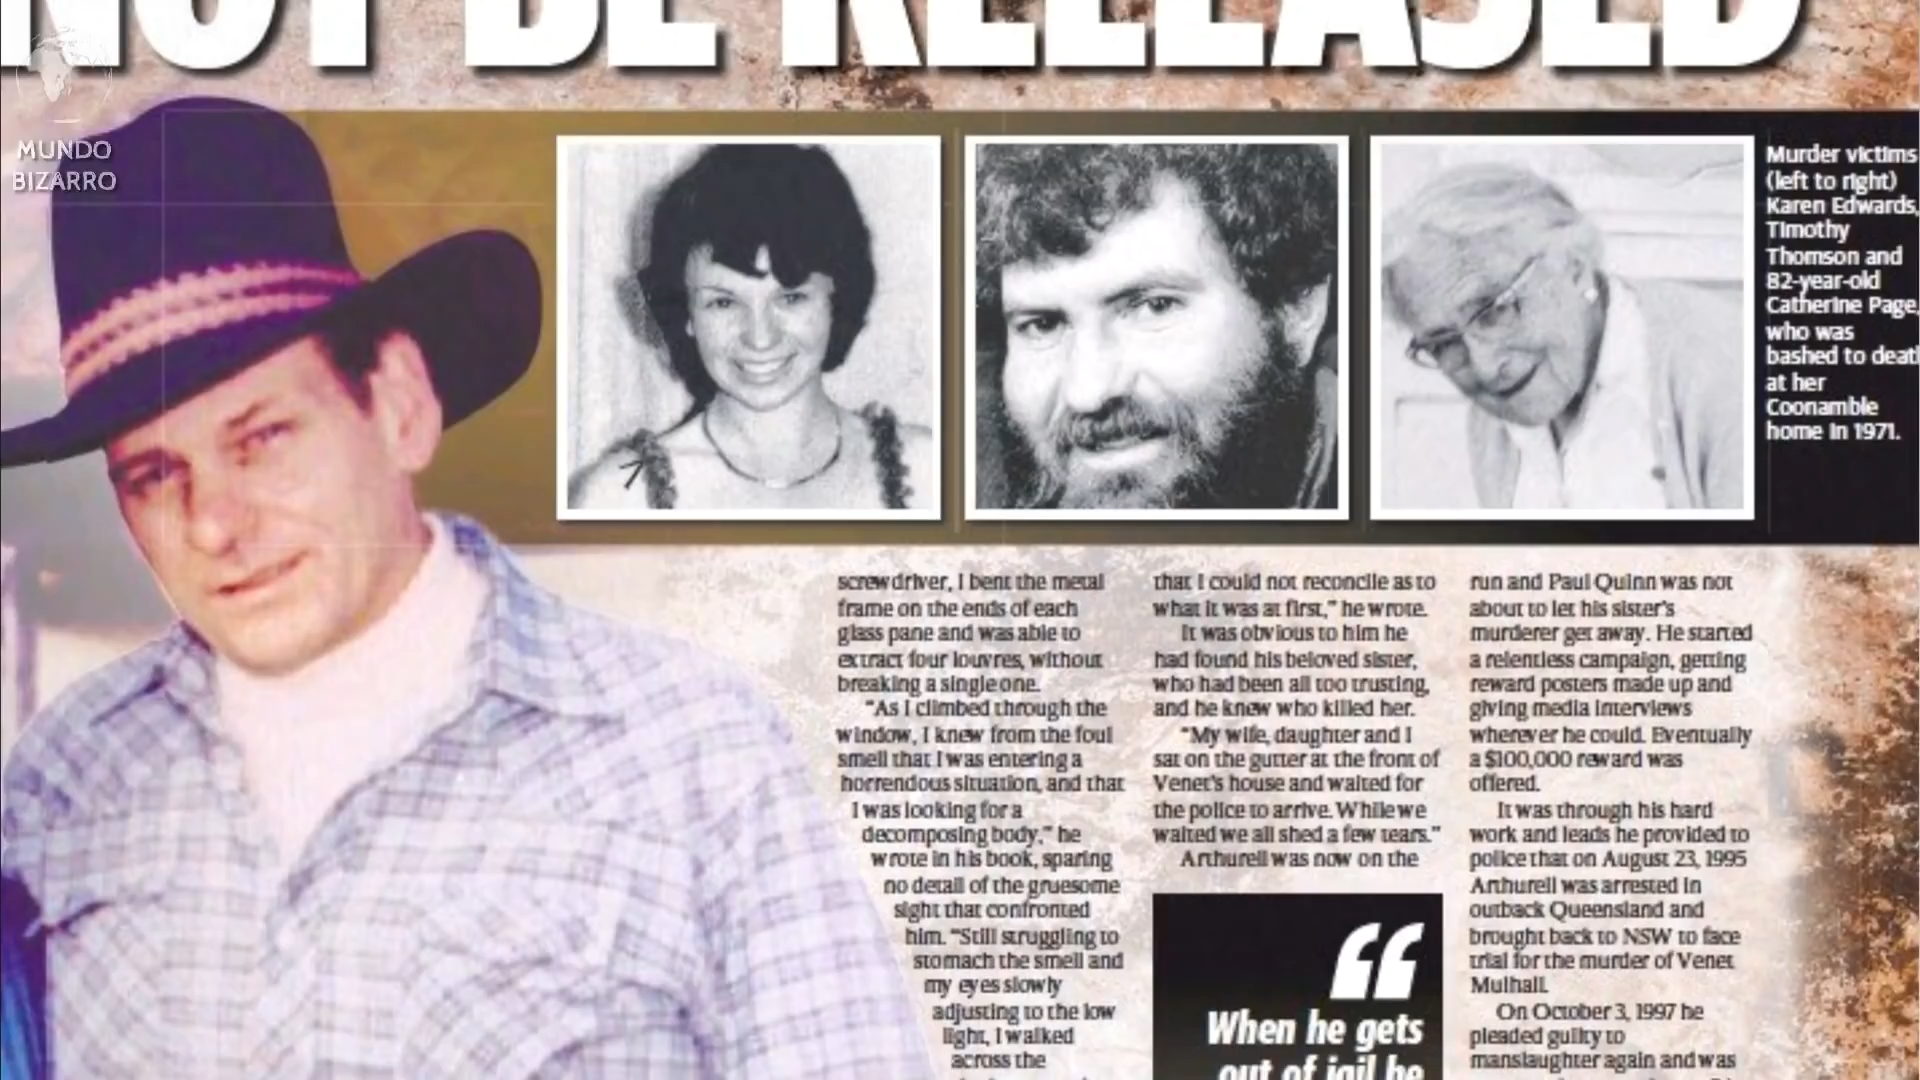 NOT BE RELEASED
MUNDO
BIZARRO
Murder victims
(left to right)
Karen Edwards,
Timothy
Thomson and
82-year-old
Catherine Page,
who was
bashed to death
at her
Coonamble
home in 1971.
screwdriver, I bent the metal
frame on the ends of each
glass pane and was able to
extract four louvres, without
breaking a single one.
"As I climbed through the
window, I knew from the foul
smell that I was entering a
horrendous situation, and that
I was looking for a
decomposing body," he
wrote in his book, sparing
no detail of the gruesome
sight that confronted
him. "Still struggling to
stomach the smell and
my eyes slowly
adjusting to the low
light, I walked
across the
that I could not reconcile as to
what it was at first," he wrote.
It was obvious to him he
had found his beloved sister,
who had been all too trusting,
and he knew who killed her.
"My wife, daughter and I
sat on the gutter at the front of
Venet's house and waited for
the police to arrive. While we
waited we all shed a few tears."
Arthurell was now on the
“
When he gets
out of jail he
run and Paul Quinn was not
about to let his sister's
murderer get away. He started
a relentless campaign, getting
reward posters made up and
giving media interviews
wherever he could. Eventually
a $100,000 reward was
offered.
It was through his hard
work and leads he provided to
police that on August 23, 1995
Arthurell was arrested in
outback Queensland and
brought back to NSW to face
trial for the murder of Venet
Mulhall.
On October 3, 1997 he
pleaded guilty to
manslaughter again and was